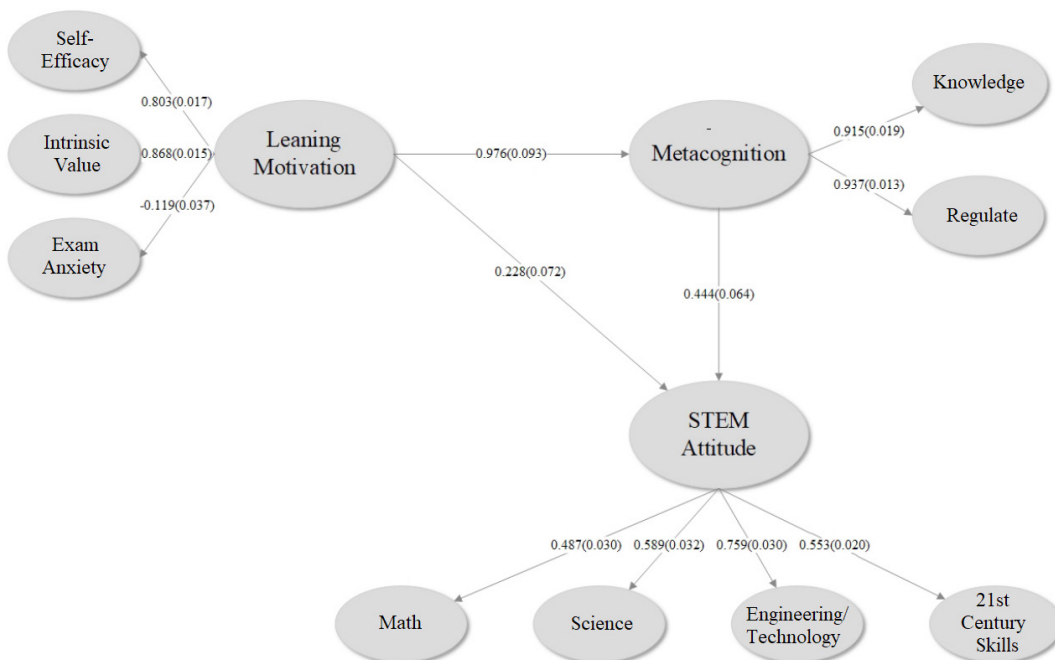 Self-
Efficacy
0.803(0.017)
Intrinsic
Value
0.868(0.015)
-0.119(0.037)
Exam
Anxiety
Leaning
Motivation
0.976(0.093)
-
Metacognition
0.915(0.019)
Knowledge
0.937(0.013)
Regulate
0.228(0.072)
0.444(0.064)
STEM
Attitude
0.487(0.030)
0.589(0.032)
0.759(0.030)
0.553(0.020)
Math
Science
Engineering/
Technology
21st
Century
Skills